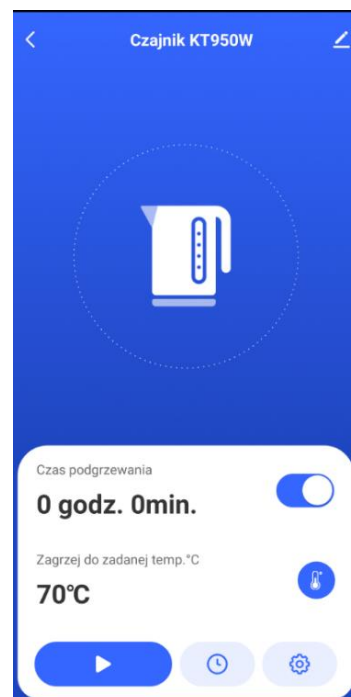 Czajnik KT950W
Czas podgrzewania
0 godz. 0min.
Zagrzej do zadanej temp.°C
70°C